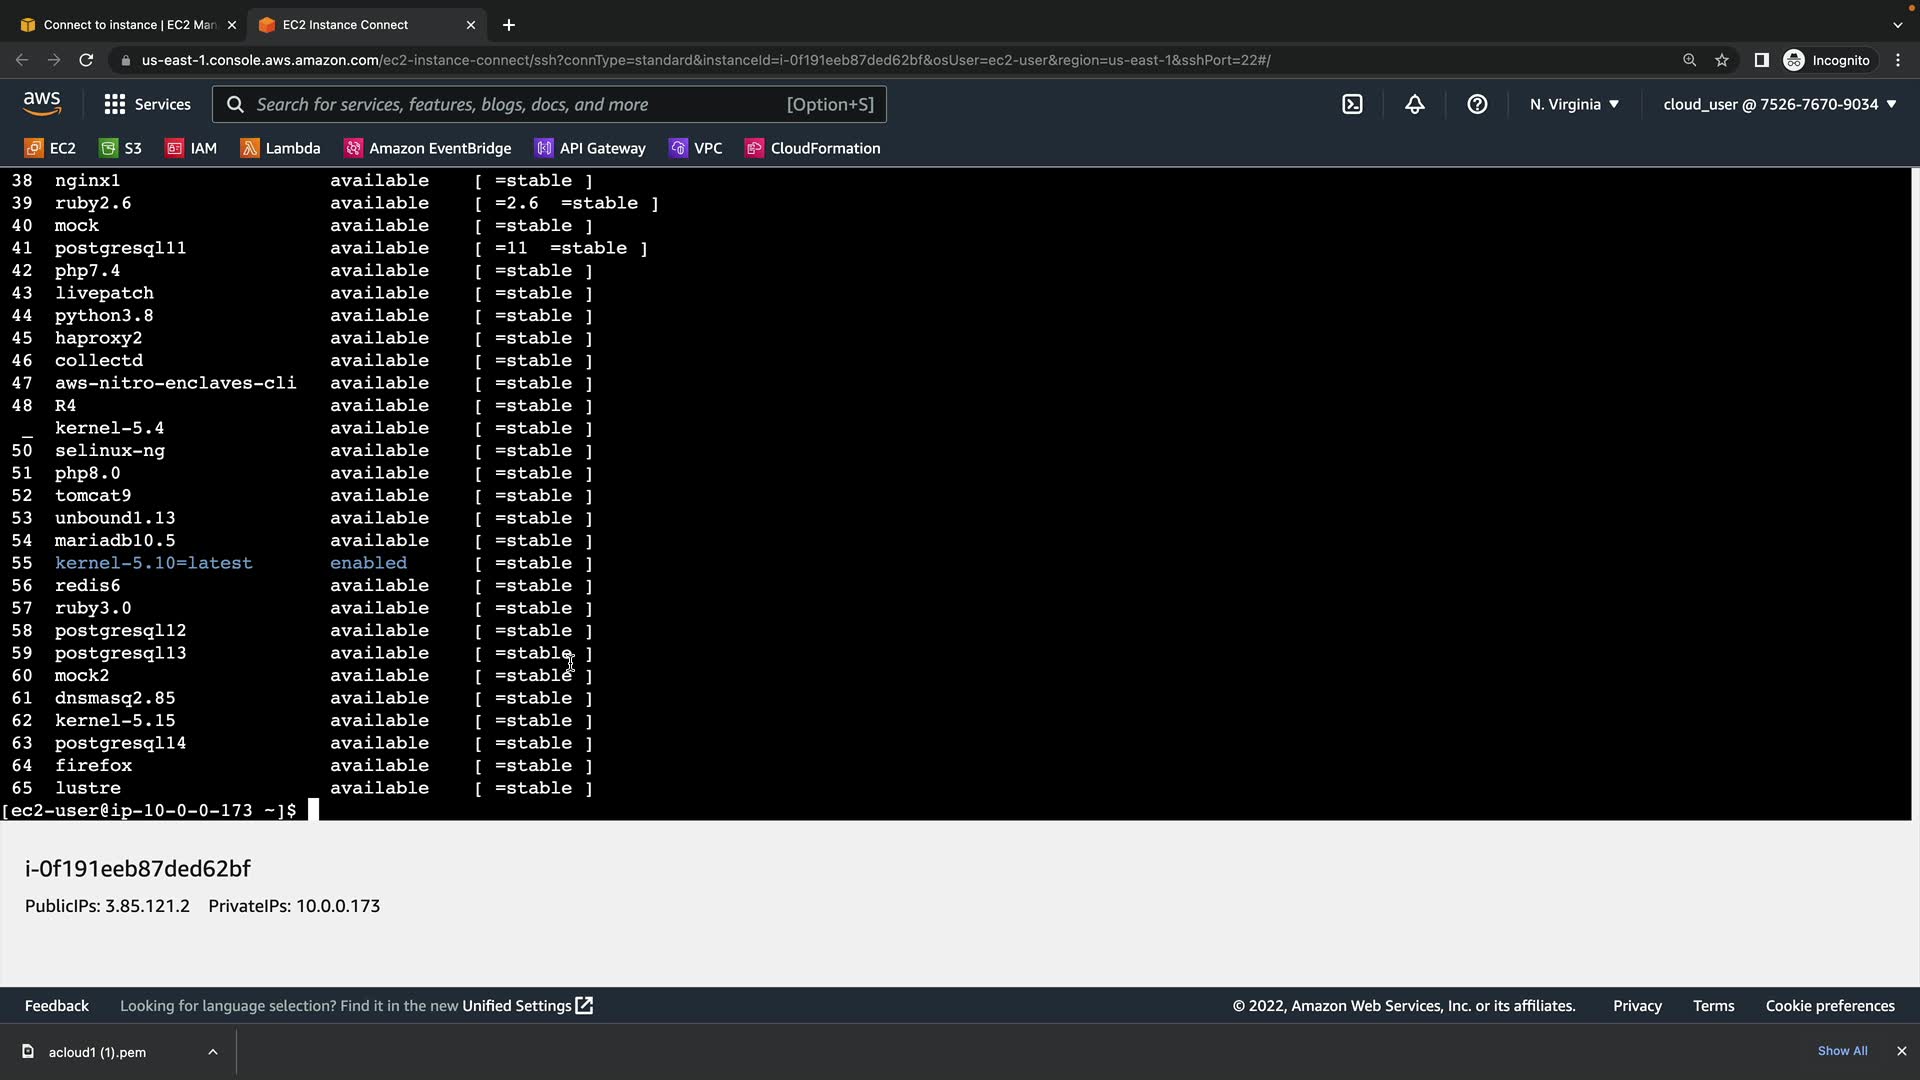 Connect to instance | EC2 Man
EC2 Instance Connect
us-east-1.console.aws.amazon.com/ec2-instance-connect/ssh?connType=standard&instanceId=i-0f191eeb87ded62bf&osUser=ec2-user&region=us-east-1&sshPort=22#/
Incognito
aws
Services
Search for services, features, blogs, docs, and more
[Option+S]
N. Virginia
cloud_user @ 7526-7670-9034
EC2
S3
IAM
Lambda
Amazon EventBridge
API Gateway
VPC
CloudFormation
38 nginx1 available [ =stable ]
39 ruby2.6 available [ =2.6 =stable ]
40 mock available [ =stable ]
41 postgresql11 available [ =11 =stable ]
42 php7.4 available [ =stable ]
43 livepatch available [ =stable ]
44 python3.8 available [ =stable ]
45 haproxy2 available [ =stable ]
46 collectd available [ =stable ]
47 aws-nitro-enclaves-cli available [ =stable ]
48 R4 available [ =stable ]
_ kernel-5.4 available [ =stable ]
50 selinux-ng available [ =stable ]
51 php8.0 available [ =stable ]
52 tomcat9 available [ =stable ]
53 unbound1.13 available [ =stable ]
54 mariadb10.5 available [ =stable ]
55 kernel-5.10=latest enabled [ =stable ]
56 redis6 available [ =stable ]
57 ruby3.0 available [ =stable ]
58 postgresql12 available [ =stable ]
59 postgresql13 available [ =stable ]
60 mock2 available [ =stable ]
61 dnsmasq2.85 available [ =stable ]
62 kernel-5.15 available [ =stable ]
63 postgresql14 available [ =stable ]
64 firefox available [ =stable ]
65 lustre available [ =stable ]
[ec2-user@ip-10-0-0-173 ~]$
i-0f191eeb87ded62bf
PublicIPs: 3.85.121.2 PrivateIPs: 10.0.0.173
Feedback
Looking for language selection? Find it in the new Unified Settings
© 2022, Amazon Web Services, Inc. or its affiliates.
Privacy
Terms
Cookie preferences
acloud1 (1).pem
Show All